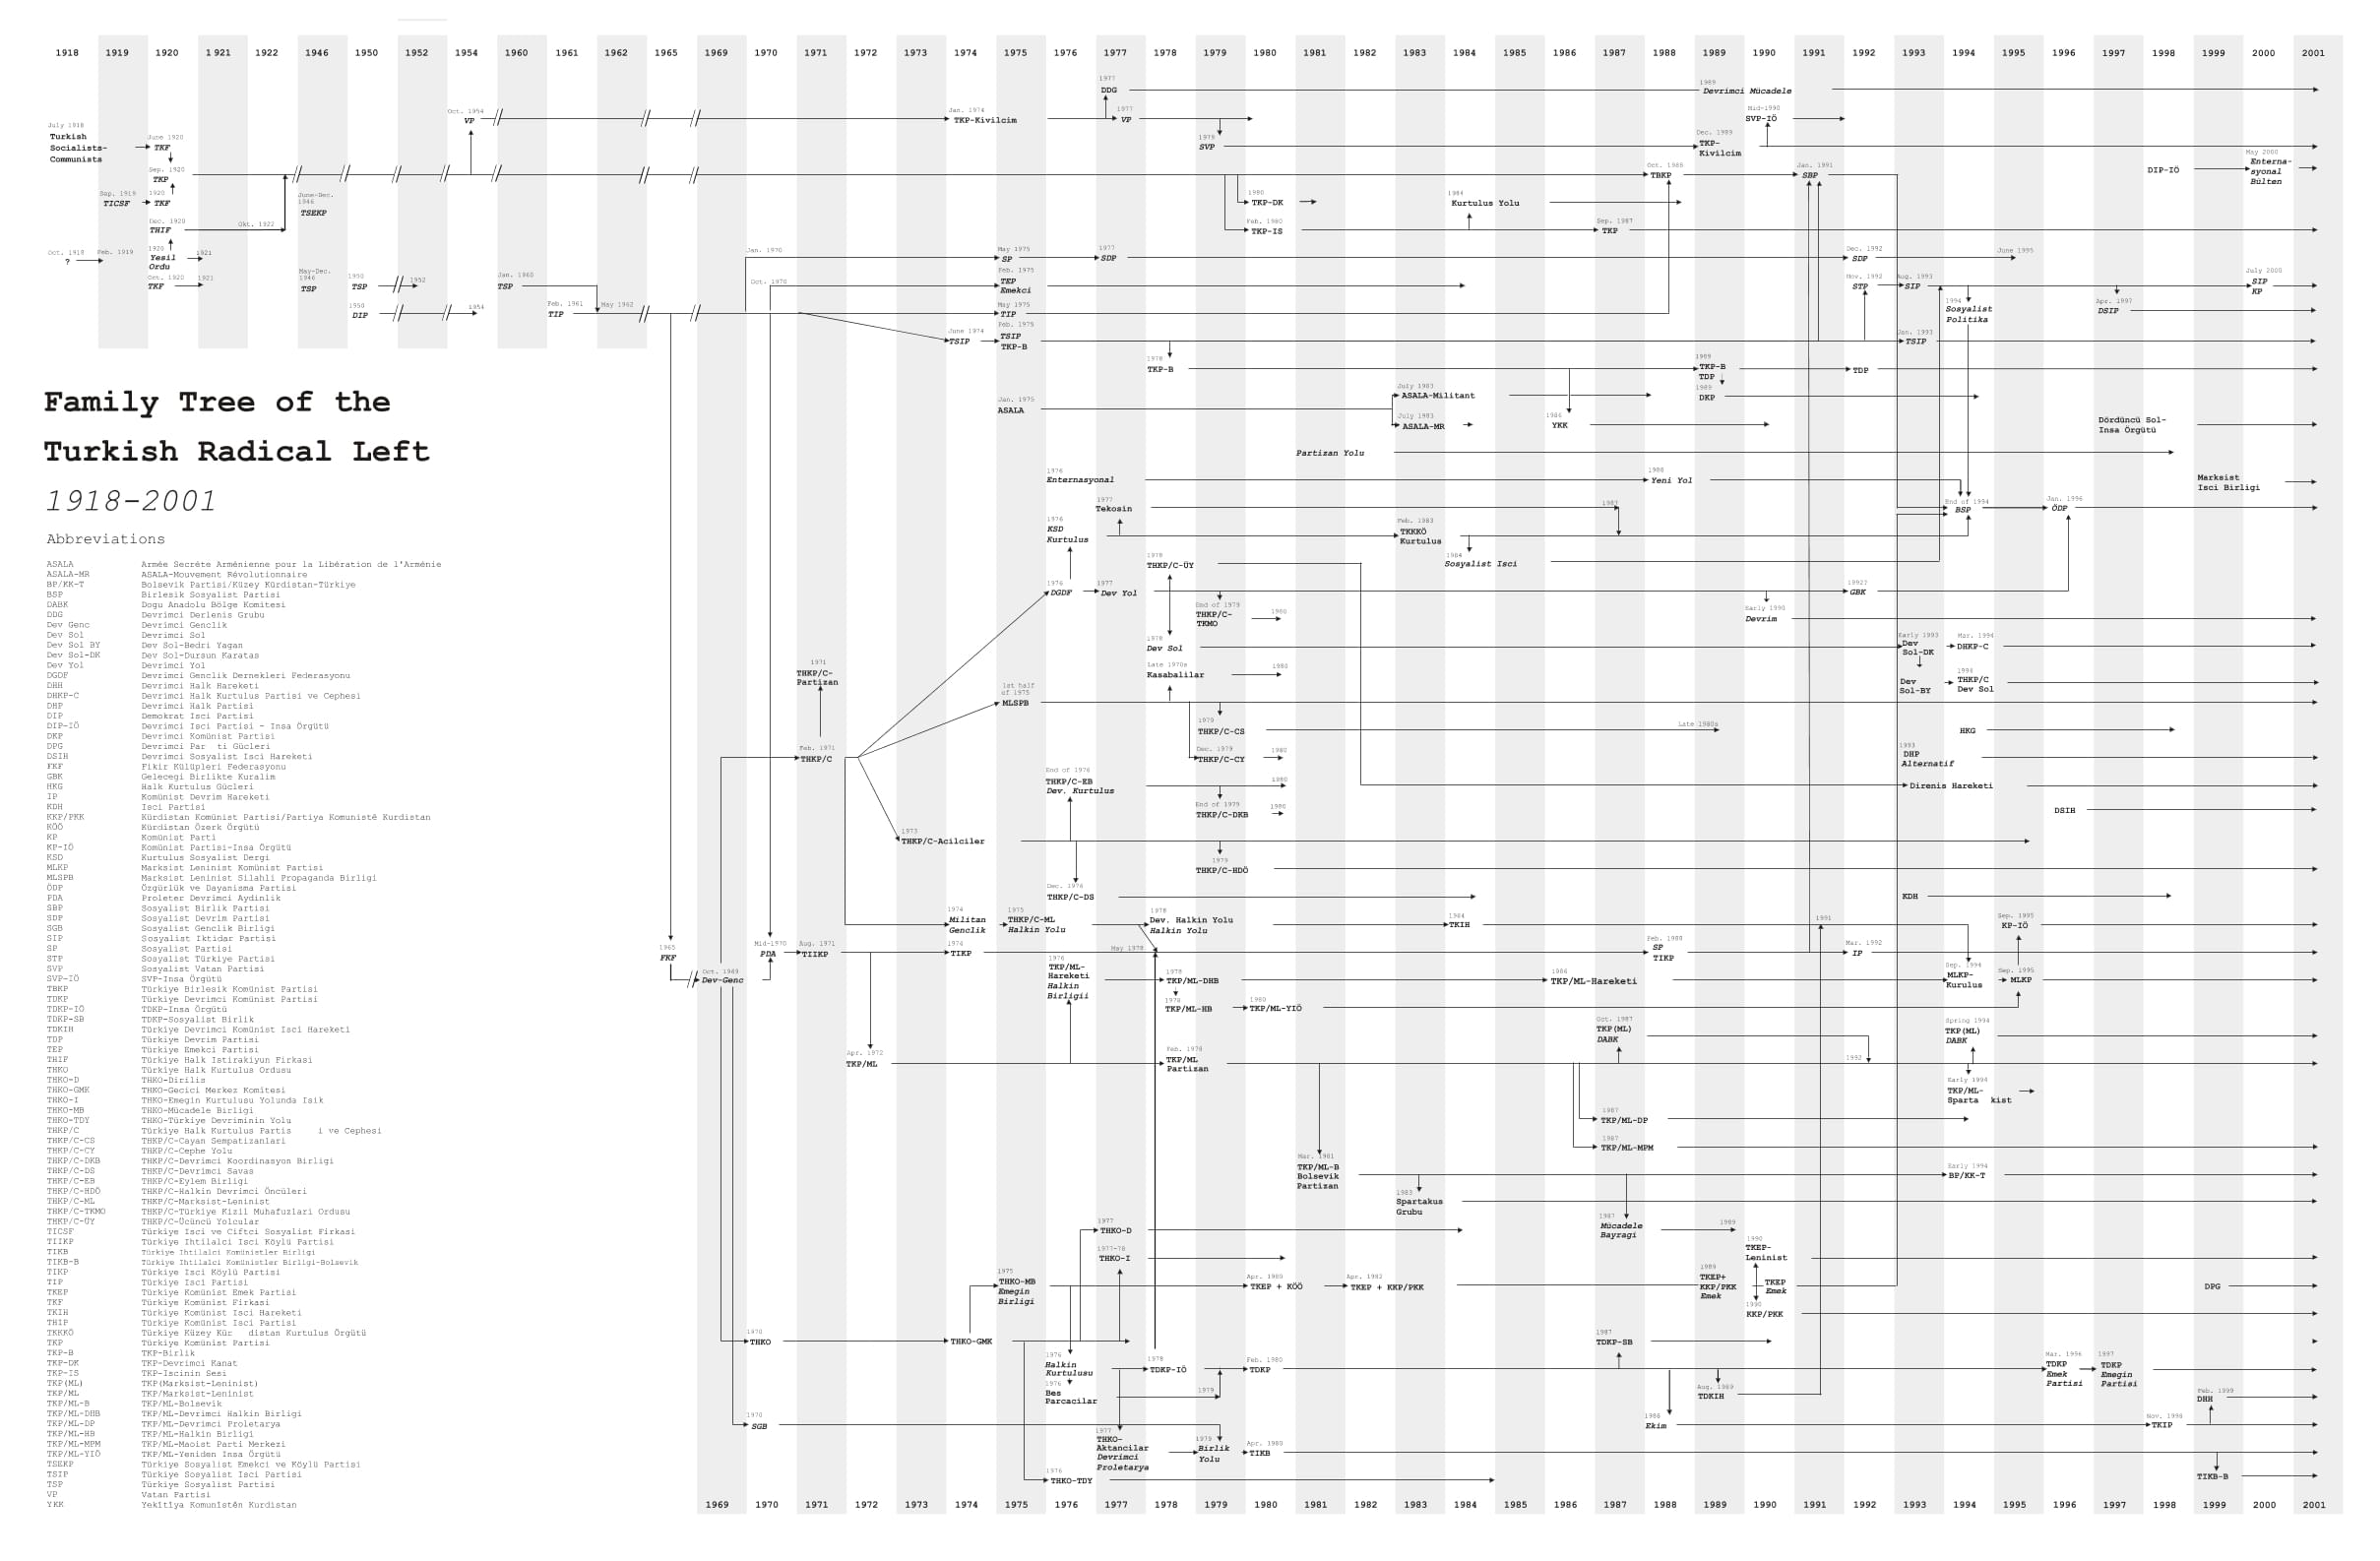 1918 1919 1920 1921 1922 1946 1950 1952 1954 1960 1961 1962 1965 1969 1970 1971 1972 1973 1974 1975 1976 1977 1978 1979 1980 1981 1982 1983 1984 1985 1986 1987 1988 1989 1990 1991 1992 1993 1994 1995 1996 1997 1998 1999 2000 2001
1977
DDG
1989
Devrimci Mücadele
Oct. 1954
VP
Jan. 1974
TKP-Kivilcim
1977
VP
Mid-1990
SVP-IÖ
July 1918
Turkish
Socialists-
Communists
June 1920
TKF
1979
SVP
Dec. 1989
TKP-
Kivilcim
Sep. 1920
TKP
Oct. 1988
TBKP
Jan. 1991
SBP
DIP-IÖ
May 2000
Enterna-
syonal
Bülten
Sep. 1919
TICSF
1920
TKF
June-Dec.
1946
TSEKP
1980
TKP-DK
1984
Kurtulus Yolu
Dec. 1920
THIF
Okt. 1922
Feb. 1980
TKP-IS
Sep. 1987
TKP
Oct. 1918
?
Feb. 1919
1920
Yesil
Ordu
1921
Jan. 1970
May 1975
SP
1977
SDP
Dec. 1992
SDP
June 1995
Oct. 1920
TKF
1921
May-Dec.
1946
TSP
1950
TSP
1952
Jan. 1960
TSP
Oct. 1970
Feb. 1975
TEP
Emekci
Nov. 1992
STP
Aug. 1993
SIP
July 2000
SIP
KP
1950
DIP
1954
Feb. 1961
TIP
May 1962
May 1975
TIP
1994
Sosyalist
Politika
Apr. 1997
DSIP
June 1974
TSIP
Feb. 1975
TSIP
TKP-B
Jan. 1993
TSIP
1978
TKP-B
1989
TKP-B
TDP
TDP
1989
DKP
Jan. 1975
ASALA
July 1983
ASALA-Militant
July 1983
ASALA-MR
1986
YKK
Dördüncü Sol-
Insa Örgütü
Partizan Yolu
1976
Enternasyonal
1988
Yeni Yol
Marksist
Isci Birligi
1977
Tekosin
1987
End of 1994
BSP
Jan. 1996
ÖDP
1976
KSD
Kurtulus
Feb. 1983
TKKKÖ
Kurtulus
1978
THKP/C-ÜY
1984
Sosyalist Isci
1976
DGDF
1977
Dev Yol
1992?
GBK
End of 1979
THKP/C-
TKMO
1980
Early 1990
Devrim
1978
Dev Sol
Early 1993
Dev
Sol-DK
Mar. 1994
DHKP-C
1971
THKP/C-
Partizan
Late 1970s
Kasabalilar
1980
Dev
Sol-BY
1994
THKP/C
Dev Sol
1st half
of 1975
MLSPB
1979
THKP/C-CS
Late 1980s
HKG
Feb. 1971
THKP/C
Dec. 1979
THKP/C-CY
1980
1993
DHP
Alternatif
End of 1976
THKP/C-EB
Dev. Kurtulus
1980
Direnis Hareketi
End of 1979
THKP/C-DKB
1980
DSIH
1973
THKP/C-Acilciler
1979
THKP/C-HDÖ
Dec. 1976
THKP/C-DS
KDH
1974
Militan
Genclik
1975
THKP/C-ML
Halkin Yolu
1978
Dev. Halkin Yolu
Halkin Yolu
1984
TKIH
1991
Sep. 1995
KP-IÖ
1965
FKF
Mid-1970
PDA
Aug. 1971
TIIKP
1974
TIKP
May 1978
Feb. 1988
SP
TIKP
Mar. 1992
IP
Oct. 1969
Dev-Genc
1976
TKP/ML-
Hareketi
Halkin
Birligii
1978
TKP/ML-DHB
1986
TKP/ML-Hareketi
Sep. 1994
MLKP-
Kurulus
Sep. 1995
MLKP
1978
TKP/ML-HB
1980
TKP/ML-YIÖ
Oct. 1987
TKP(ML)
DABK
Spring 1994
TKP(ML)
DABK
Apr. 1972
TKP/ML
Feb. 1978
TKP/ML
Partizan
1992
Early 1998
TKP/ML-
Sparta kist
1987
TKP/ML-DP
1987
TKP/ML-MPM
Mar. 1981
TKP/ML-B
Bolsevik
Partizan
Early 1994
BP/KK-T
1983
Spartakus
Grubu
1987
Mücadele
Bayragi
1989
1977
THKO-D
1977-78
THKO-I
1990
TKEP-
Leninist
1975
THKO-MB
Emegin
Birligi
Apr. 1980
TKEP + KÖÖ
Apr. 1982
TKEP + KKP/PKK
1989
TKEP+
KKP/PKK
Emek
TKEP
Emek
DPG
1990
KKP/PKK
1970
THKO
THKO-GMK
1987
TDKP-SB
1976
Halkin
Kurtulusu
1978
TDKP-IÖ
Feb. 1980
TDKP
Mar. 1996
TDKP
Emek
Partisi
1997
TDKP
Emegin
Partisi
1976
Bes
Parcacilar
1979
Aug. 1989
TDKIH
Feb. 1999
DHH
1970
SGB
1988
Ekim
Nov. 1998
TKIP
1977
THKO-
Aktancilar
Devrimci
Proletarya
1979
Birlik
Yolu
Apr. 1980
TIKB
TIKB-B
1976
THKO-TDY
Family Tree of the
Turkish Radical Left
1918-2001
Abbreviations
ASALA Armée Secréte Arménienne pour la Libération de l'Arménie
ASALA-MR ASALA-Mouvement Révolutionnaire
BP/KK-T Bolsevik Partisi/Küzey Kürdistan-Türkiye
BSP Birlesik Sosyalist Partisi
DABK Dogu Anadolu Bölge Komitesi
DDG Devrimci Derlenis Grubu
Dev Genc Devrimci Genclik
Dev Sol Devrimci Sol
Dev Sol BY Dev Sol-Bedri Yagan
Dev Sol-DK Dev Sol-Dursun Karatas
Dev Yol Devrimci Yol
DGDF Devrimci Genclik Dernekleri Federasyonu
DHH Devrimci Halk Hareketi
DHKP-C Devrimci Halk Kurtulus Partisi ve Cephesi
DHP Devrimci Halk Partisi
DIP Demokrat Isci Partisi
DIP-IÖ Devrimci Isci Partisi - Insa Örgütü
DKP Devrimci Komünist Partisi
DPG Devrimci Par ti Gücleri
DSIH Devrimci Sosyalist Isci Hareketi
FKF Fikir Külüpleri Federasyonu
GBK Gelecegi Birlikte Kuralim
HKG Halk Kurtulus Gücleri
IP Komünist Devrim Hareketi
KDH Isci Partisi
KKP/PKK Kürdistan Komünist Partisi/Partiya Komunistê Kurdistan
KÖÖ Kürdistan Özerk Örgütü
KP Komünist Parti
KP-IÖ Komünist Partisi-Insa Örgütü
KSD Kurtulus Sosyalist Dergi
MLKP Marksist Leninist Komünist Partisi
MLSPB Marksist Leninist Silahli Propaganda Birligi
ÖDP Özgürlük ve Dayanisma Partisi
PDA Proleter Devrimci Aydinlik
SBP Sosyalist Birlik Partisi
SDP Sosyalist Devrim Partisi
SGB Sosyalist Genclik Birligi
SIP Sosyalist Iktidar Partisi
SP Sosyalist Partisi
STP Sosyalist Türkiye Partisi
SVP Sosyalist Vatan Partisi
SVP-IÖ SVP-Insa Örgütü
TBKP Türkiye Birlesik Komünist Partisi
TDKP Türkiye Devrimci Komünist Partisi
TDKP-IÖ TDKP-Insa Örgütü
TDKP-SB TDKP-Sosyalist Birlik
TDKIH Türkiye Devrimci Komünist Isci Hareketi
TDP Türkiye Devrim Partisi
TEP Türkiye Emekci Partisi
THIF Türkiye Halk Istirakiyun Firkasi
THKO Türkiye Halk Kurtulus Ordusu
THKO-D THKO-Dirilis
THKO-GMK THKO-Gecici Merkez Komitesi
THKO-I THKO-Emegin Kurtulusu Yolunda Isik
THKO-MB THKO-Mücadele Birligi
THKO-TDY THKO-Türkiye Devriminin Yolu
THKP/C Türkiye Halk Kurtulus Partis i ve Cephesi
THKP/C-CS THKP/C-Cayan Sempatizanlari
THKP/C-CY THKP/C-Cephe Yolu
THKP/C-DKB THKP/C-Devrimci Koordinasyon Birligi
THKP/C-DS THKP/C-Devrimci Savas
THKP/C-EB THKP/C-Eylem Birligi
THKP/C-HDÖ THKP/C-Halkin Devrimci Öncüleri
THKP/C-ML THKP/C-Marksist-Leninist
THKP/C-TKMO THKP/C-Türkiye Kizil Muhafizlari Ordusu
THKP/C-ÜY THKP/C-Ücüncü Yolcular
TICSF Türkiye Isci ve Ciftci Sosyalist Firkasi
TIIKP Türkiye Ihtilalci Isci Köylü Partisi
TIKB Türkiye Ihtilalci Komünistler Birligi
TIKB-B Türkiye Ihtilalci Komünistler Birligi-Bolsevik
TIKP Türkiye Isci Köylü Partisi
TIP Türkiye Isci Partisi
TKEP Türkiye Komünist Emek Partisi
TKF Türkiye Komünist Firkasi
TKIH Türkiye Komünist Isci Hareketi
THIP Türkiye Komünist Isci Partisi
TKKKÖ Türkiye Küzey Küc distan Kurtulus Örgütü
TKP Türkiye Komünist Partisi
TKP-B TKP-Birlik
TKP-DK TKP-Devrimci Kanat
TKP-IS TKP-Iscinin Sesi
TKP(ML) TKP(Marksist-Leninist)
TKP/ML TKP/Marksist-Leninist
TKP/ML-B TKP/ML-Bolsevik
TKP/ML-DHB TKP/ML-Devrimci Halkin Birligi
TKP/ML-DP TKP/ML-Devrimci Proletarya
TKP/ML-HB TKP/ML-Halkin Birligi
TKP/ML-MPM TKP/ML-Maoist Parti Merkezi
TKP/ML-YIÖ TKP/ML-Yeniden Insa Örgütü
TSEKP Türkiye Sosyalist Emekci ve Köylü Partisi
TSIP Türkiye Sosyalist Isci Partisi
TSP Türkiye Sosyalist Partisi
VP Vatan Partisi
YKK Yekîtîya Komunîstên Kurdistan
1969 1970 1971 1972 1973 1974 1975 1976 1977 1978 1979 1980 1981 1982 1983 1984 1985 1986 1987 1988 1989 1990 1991 1992 1993 1994 1995 1996 1997 1998 1999 2000 2001